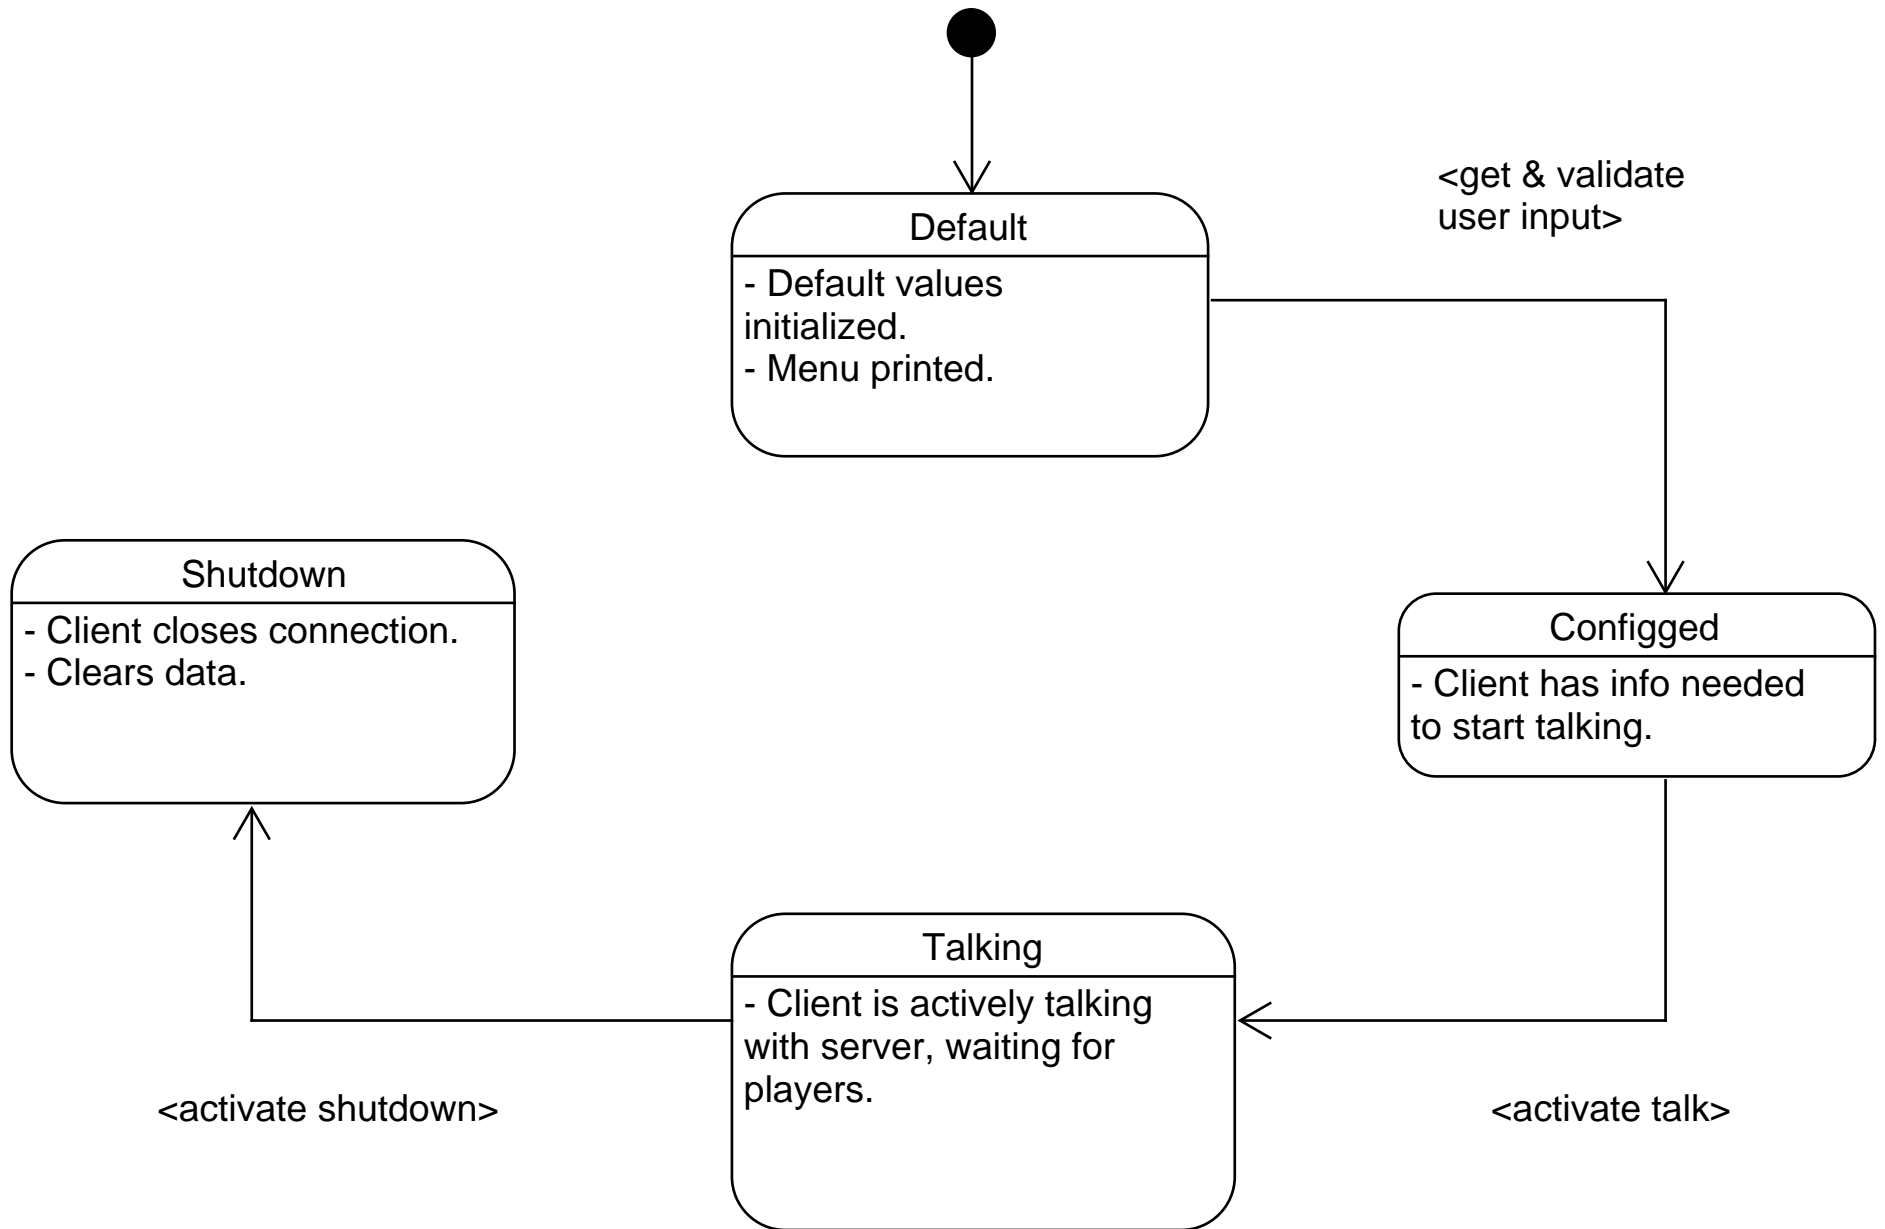 <get & validate
user input>
Default
- Default values
initialized.
- Menu printed.
Shutdown
- Client closes connection.
- Clears data.
Configged
- Client has info needed
to start talking.
Talking
- Client is actively talking
with server, waiting for
players.
<activate shutdown>
<activate talk>